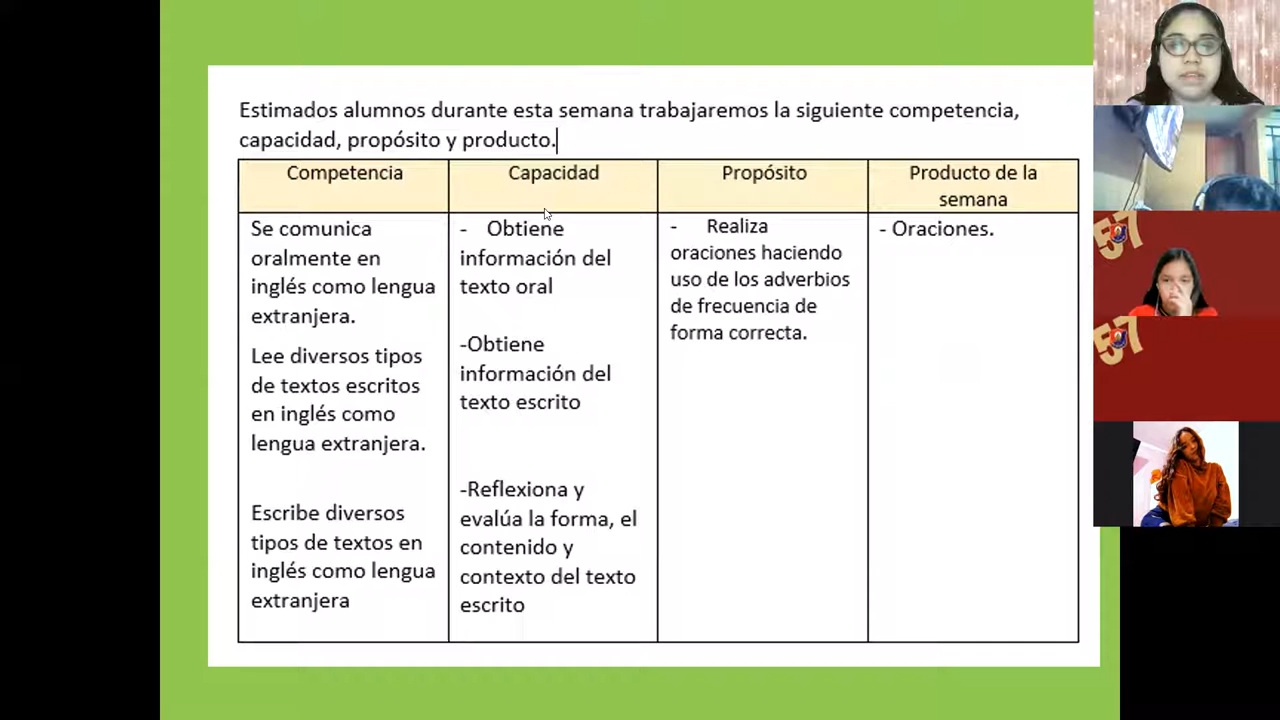 Estimados alumnos durante esta semana trabajaremos la siguiente competencia,
capacidad, propósito y producto.
Competencia
Capacidad
Propósito
Producto de la
semana
Se comunica
oralmente en
inglés como lengua
extranjera.
Lee diversos tipos
de textos escritos
en inglés como
lengua extranjera.
Escribe diversos
tipos de textos en
inglés como lengua
extranjera
- Obtiene
información del
texto oral
-Obtiene
información del
texto escrito
-Reflexiona y
evalúa la forma, el
contenido y
contexto del texto
escrito
- Realiza
oraciones haciendo
uso de los adverbios
de frecuencia de
forma correcta.
- Oraciones.
57
57